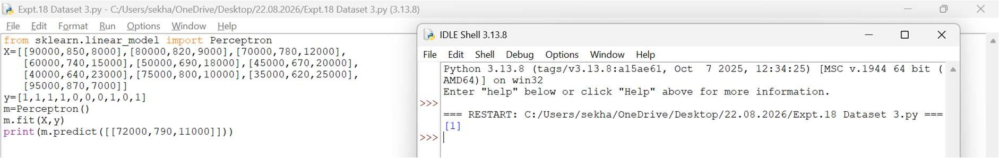 Expt.18 Dataset 3.py - C:/Users/sekha/OneDrive/Desktop/22.08.2026/Expt.18 Dataset 3.py (3.13.8)
File Edit Format Run Options Window Help
from sklearn.linear_model import Perceptron
X=[[90000,850,8000],[80000,820,9000],[70000,780,12000],
[60000,740,15000],[50000,690,18000],[45000,670,20000],
[40000,640,23000],[75000,800,10000],[35000,620,25000],
[95000,870,7000]]
y=[1,1,1,1,0,0,0,1,0,1]
m=Perceptron()
m.fit(X,y)
print(m.predict([[72000,790,11000]]))
IDLE Shell 3.13.8
File Edit Shell Debug Options Window Help
Python 3.13.8 (tags/v3.13.8:a15ae61, Oct  7 2025, 12:34:25) [MSC v.1944 64 bit (
AMD64)] on win32
Enter "help" below or click "Help" above for more information.
>>>
=== RESTART: C:/Users/sekha/OneDrive/Desktop/22.08.2026/Expt.18 Dataset 3.py ===
[1]
>>>